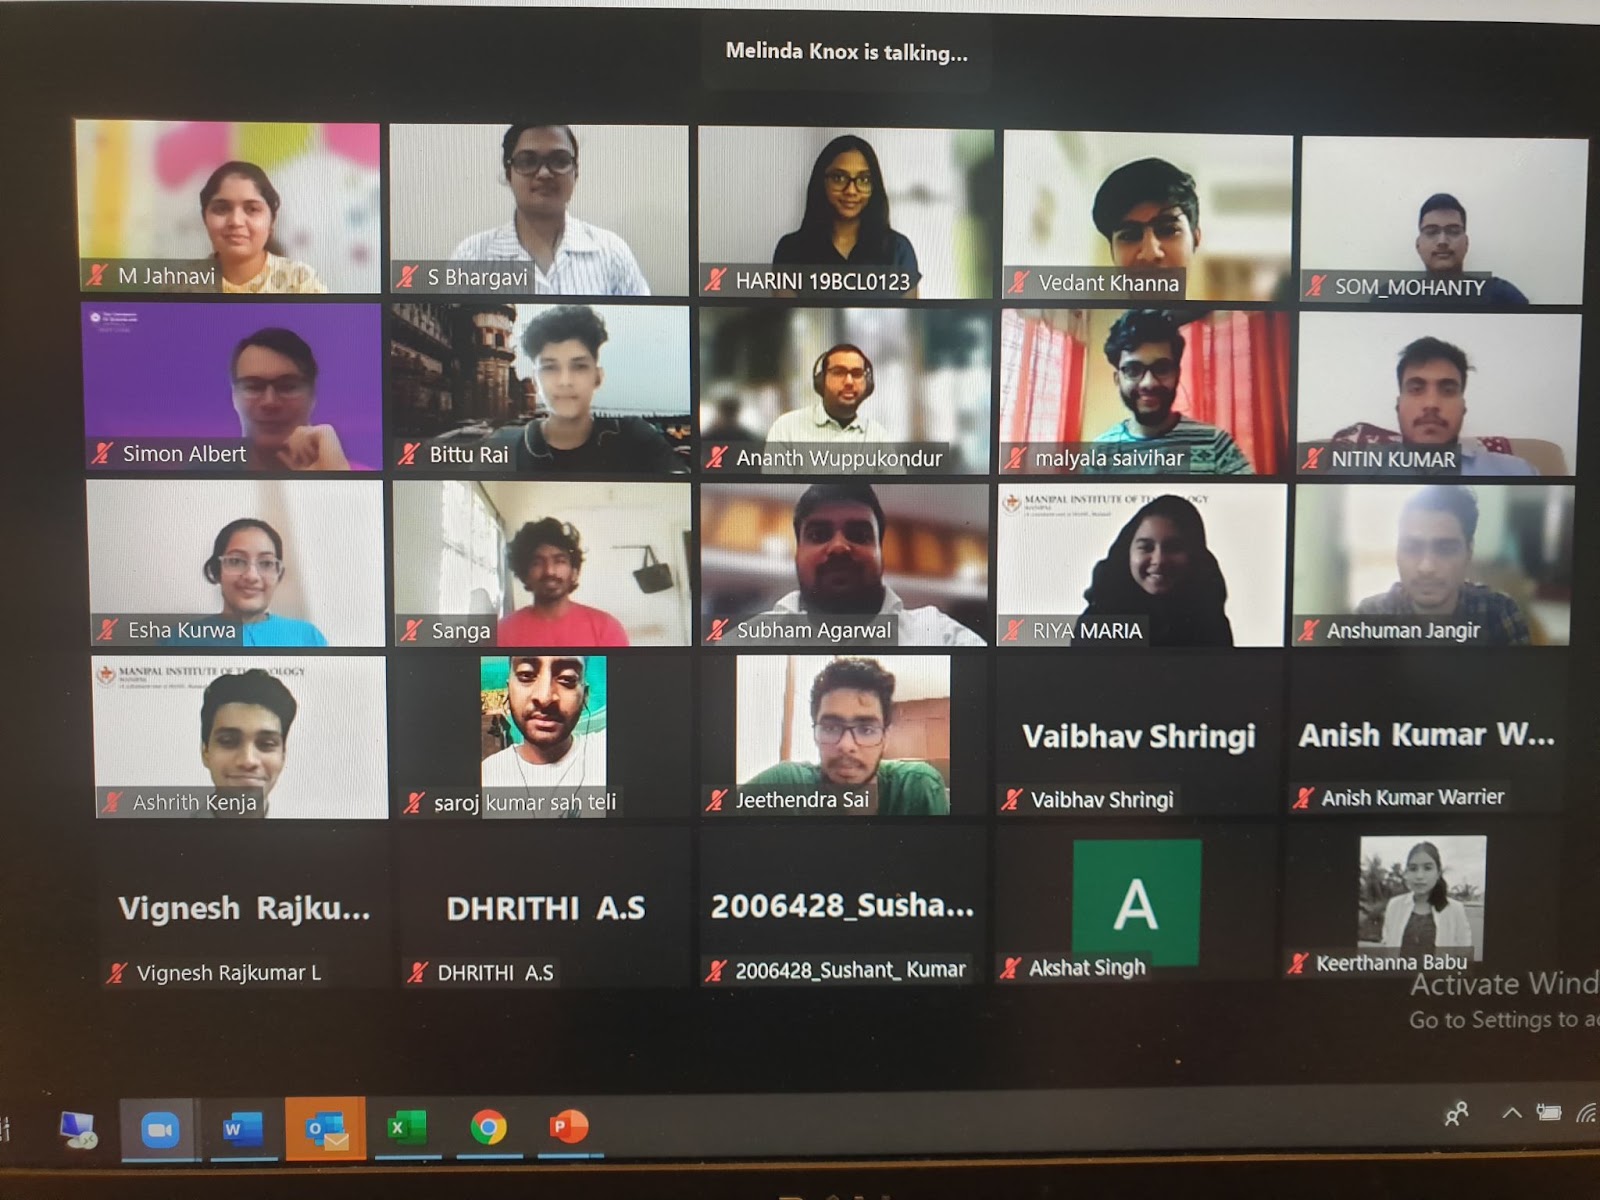 Melinda Knox is talking...
M Jahnavi
S Bhargavi
HARINI 19BCL0123
Vedant Khanna
SOM_MOHANTY
Simon Albert
Bittu Rai
Ananth Wuppukondur
malyala saivihar
NITIN KUMAR
Esha Kurwa
Sanga
Subham Agarwal
MANIPAL INSTITUTE OF
RIYA MARIA
Anshuman Jangir
MANIPAL INSTITUTE OF
Ashrith Kenja
saroj kumar sah teli
Jeethendra Sai
Vaibhav Shringi
Vaibhav Shringi
Anish Kumar W...
Anish Kumar Warrier
Vignesh Rajku...
Vignesh Rajkumar L
DHRITHI A.S
DHRITHI A.S
2006428_Susha...
2006428_Sushant_ Kumar
A
Akshat Singh
Keerthanna Babu
Activate Wind
Go to Settings to a